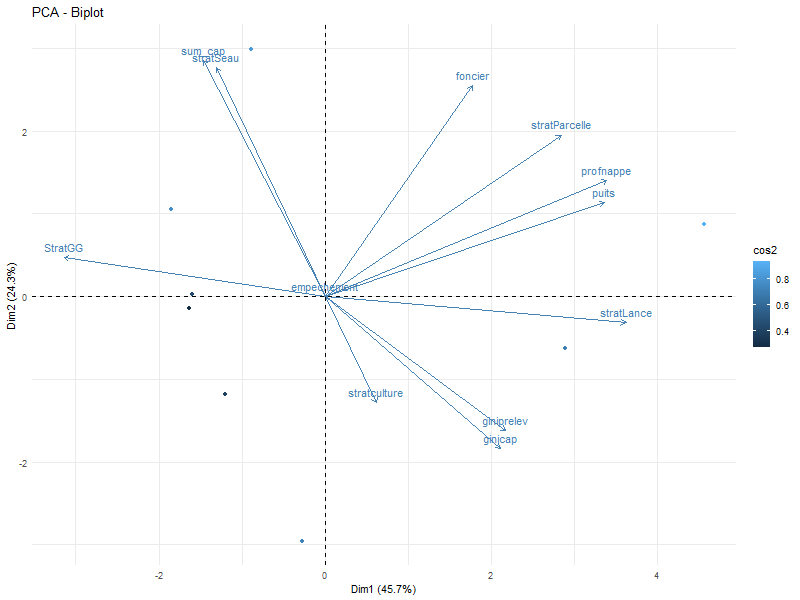 PCA - Biplot
sum_cap
stratSeau
foncier
stratParcelle
profnappe
puits
StratGG
empechement
stratLance
stratculture
giniprelev
ginicap
2
0
-2
-2
0
2
4
Dim1 (45.7%)
Dim2 (24.3%)
cos2
0.8
0.6
0.4